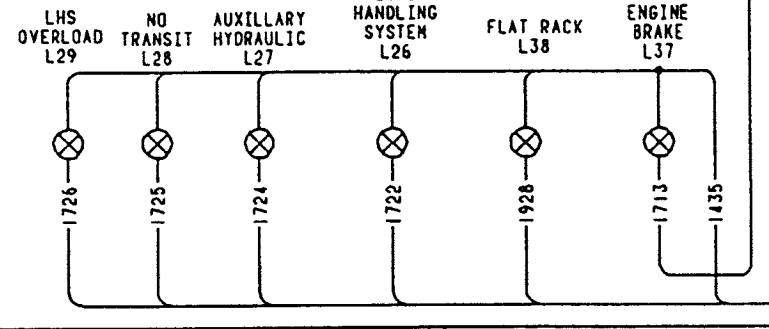 LHS
OVERLOAD
L29
NO
TRANSIT
L28
AUXILLARY
HYDRAULIC
L27
HANDLING
SYSTEM
L26
FLAT RACK
L38
ENGINE
BRAKE
L37
1726
1725
1724
1722
1928
1713
1435